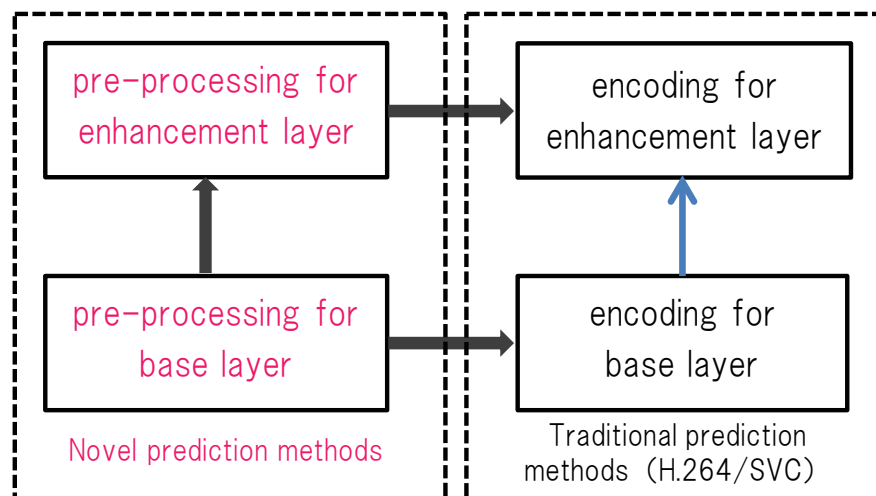 pre-processing for
enhancement layer
encoding for
enhancement layer
pre-processing for
base layer
encoding for
base layer
Novel prediction methods
Traditional prediction
methods (H.264/SVC)